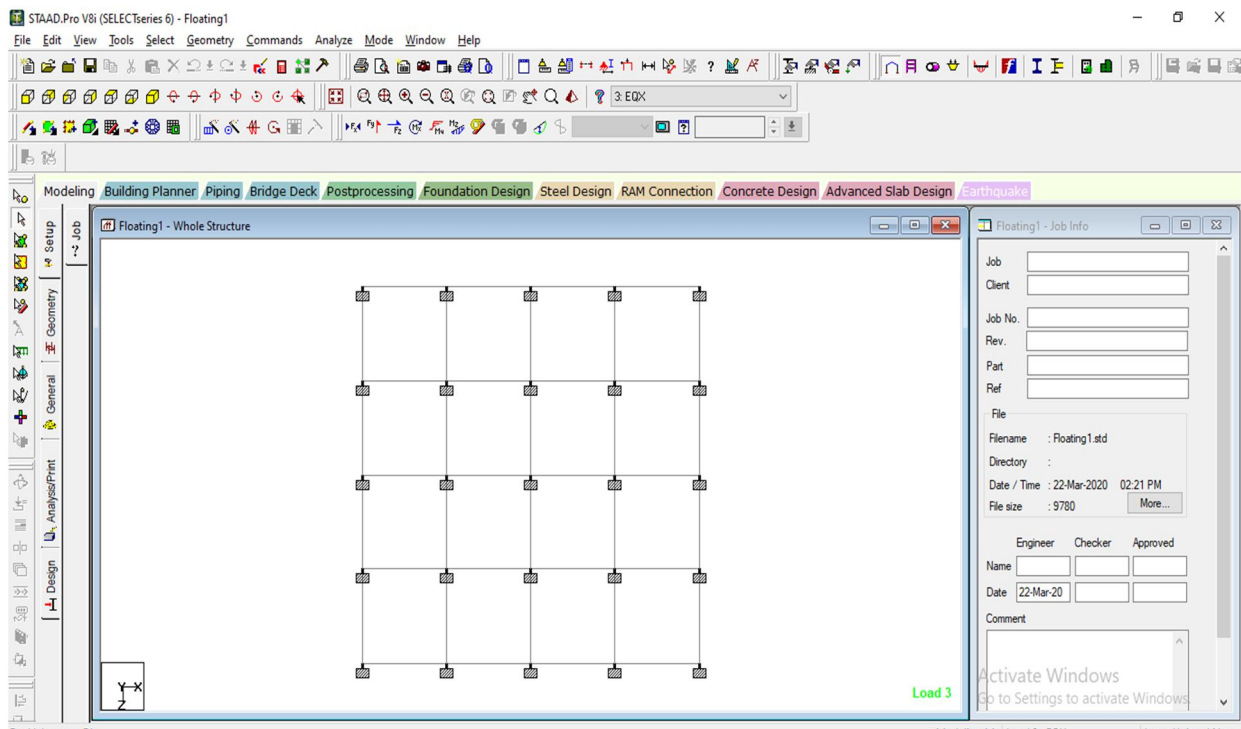 STAAD.Pro V8i (SELECTseries 6) - Floating1
File Edit View Tools Select Geometry Commands Analyze Mode Window Help
3: EQX
Modeling Building Planner Piping Bridge Deck Postprocessing Foundation Design Steel Design RAM Connection Concrete Design Advanced Slab Design Earthquake
Setup
Geometry
General
Analysis/Print
Design
Job
Floating1 - Whole Structure
Y X
Z
Load 3
Floating1 - Job Info
Job
Client
Job No.
Rev.
Part
Ref
File
Filename : Floating1.std
Directory :
Date / Time : 22-Mar-2020 02:21 PM
File size : 9780 More...
Engineer Checker Approved
Name
Date 22-Mar-20
Comment
Activate Windows
Go to Settings to activate Windows.